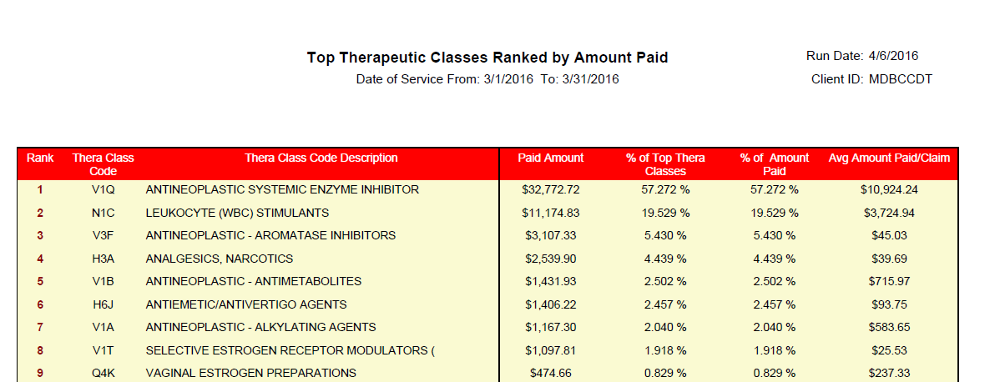 Top Therapeutic Classes Ranked by Amount Paid
Run Date: 4/6/2016
Date of Service From: 3/1/2016 To: 3/31/2016
Client ID: MDBCCDT
Rank Thera Class Code Thera Class Code Description Paid Amount % of Top Thera Classes % of Amount Paid Avg Amount Paid/Claim
1 V1Q ANTINEOPLASTIC SYSTEMIC ENZYME INHIBITOR $32,772.72 57.272 % 57.272 % $10,924.24
2 N1C LEUKOCYTE (WBC) STIMULANTS $11,174.83 19.529 % 19.529 % $3,724.94
3 V3F ANTINEOPLASTIC - AROMATASE INHIBITORS $3,107.33 5.430 % 5.430 % $45.03
4 H3A ANALGESICS, NARCOTICS $2,539.90 4.439 % 4.439 % $39.69
5 V1B ANTINEOPLASTIC - ANTIMETABOLITES $1,431.93 2.502 % 2.502 % $715.97
6 H6J ANTIEMETIC/ANTIVERTIGO AGENTS $1,406.22 2.457 % 2.457 % $93.75
7 V1A ANTINEOPLASTIC - ALKYLATING AGENTS $1,167.30 2.040 % 2.040 % $583.65
8 V1T SELECTIVE ESTROGEN RECEPTOR MODULATORS ( $1,097.81 1.918 % 1.918 % $25.53
9 Q4K VAGINAL ESTROGEN PREPARATIONS $474.66 0.829 % 0.829 % $237.33